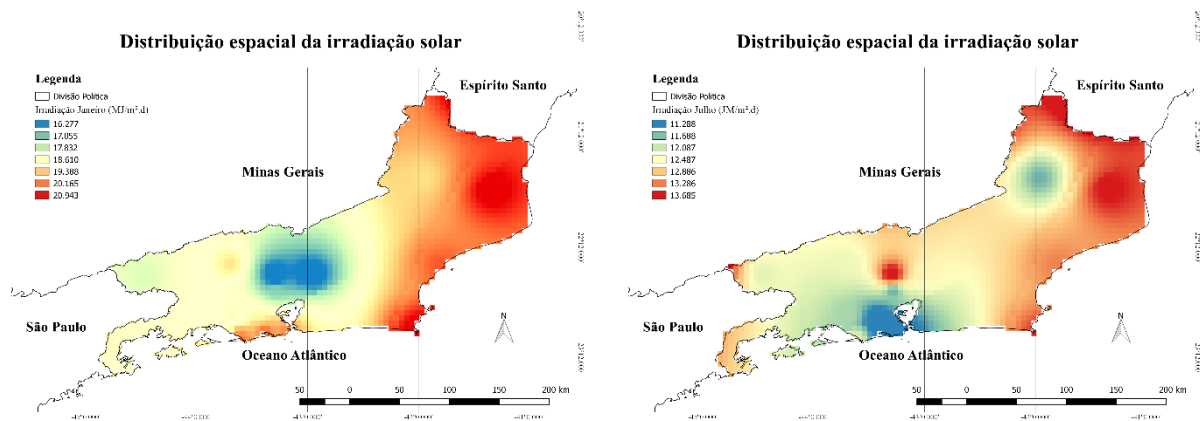 Distribuição espacial da irradiação solar
Legenda
Divisão Política
Irradiação Janeiro (MJ/m².d)
16.277
17.055
17.832
18.610
19.388
20.165
20.943
Espírito Santo
Minas Gerais
São Paulo
Oceano Atlântico
N
50 0 50 100 150 200 km
Distribuição espacial da irradiação solar
Legenda
Divisão Política
Irradiação Julho (JM/m².d)
11.288
11.688
12.087
12.487
12.886
13.286
13.685
Espírito Santo
Minas Gerais
São Paulo
Oceano Atlântico
N
50 0 50 100 150 200 km